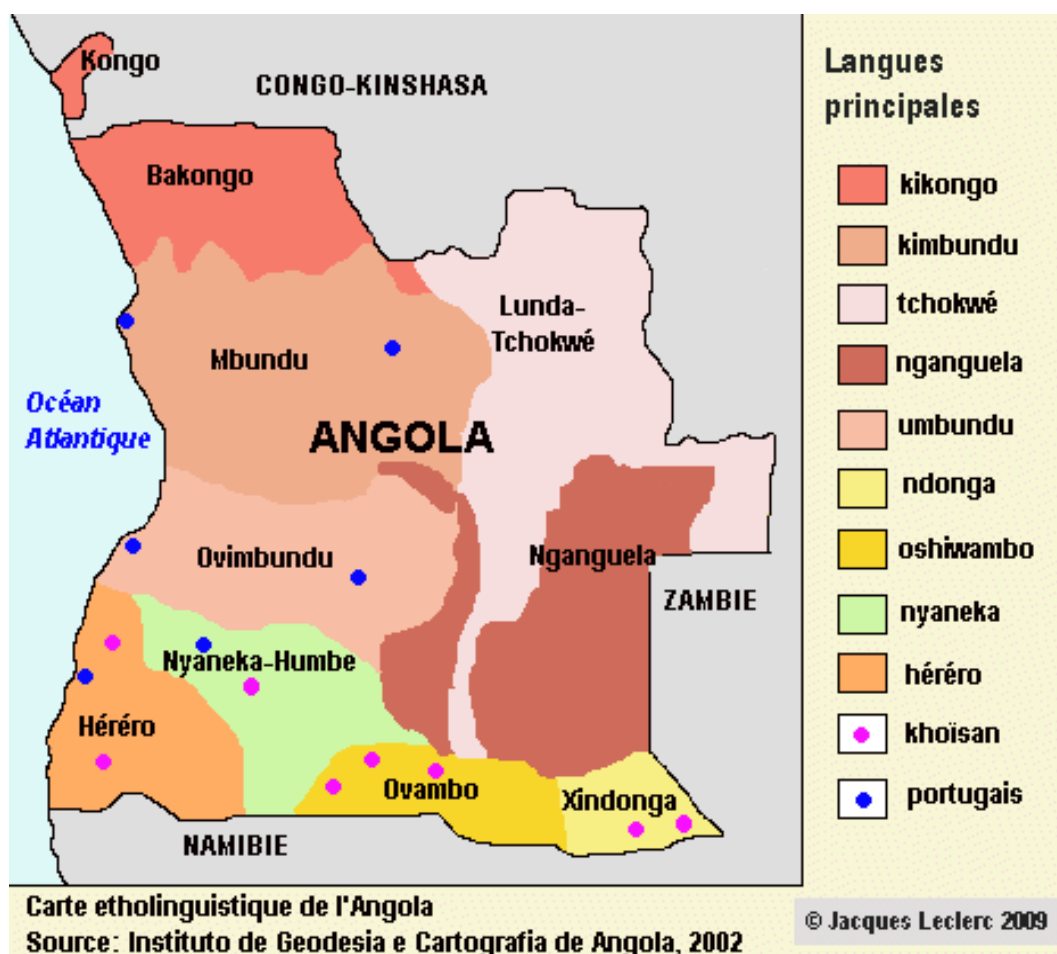 Kongo
CONGO-KINSHASA
Bakongo
Lunda-
Tchokwé
Mbundu
Océan
Atlantique
ANGOLA
Ovimbundu
Nganguela
ZAMBIE
Nyaneka-Humbe
Héréro
Ovambo
Xindonga
NAMIBIE
Langues
principales
kikongo
kimbundu
tchokwé
nganguela
umbundu
ndonga
oshiwambo
nyaneka
héréro
khoïsan
portugais
Carte etholinguistique de l'Angola
Source: Instituto de Geodesia e Cartografia de Angola, 2002
© Jacques Leclerc 2009